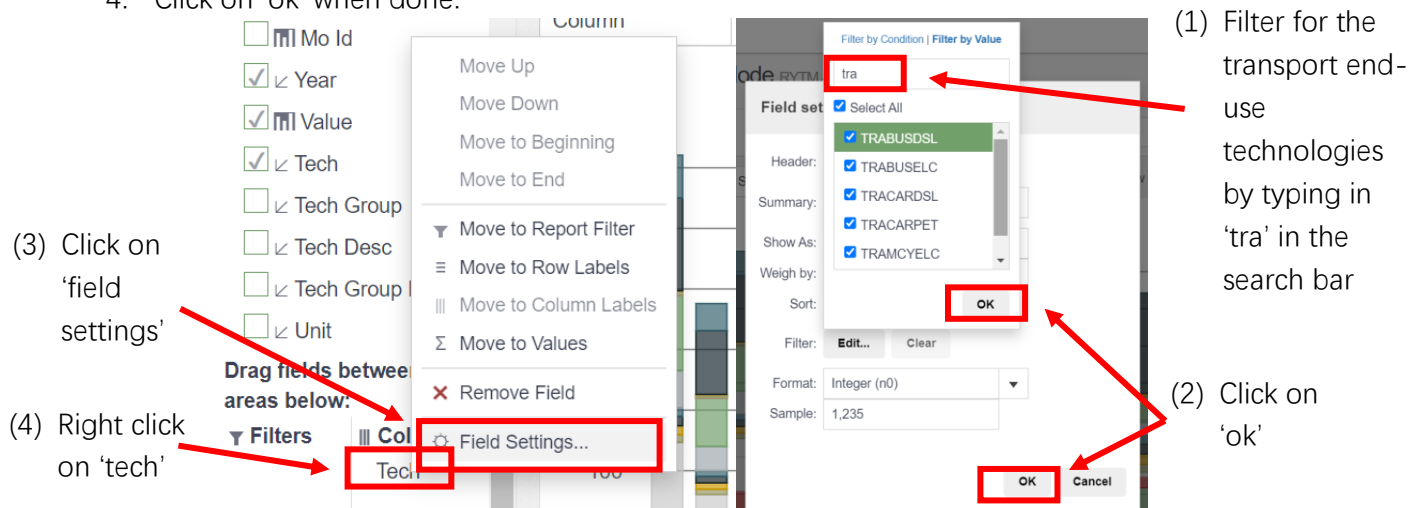 4. Click on 'ok' when done.
Mo Id
Year
Value
Tech
Tech Group
Tech Desc
Tech Group
Unit
Drag fields betwee
areas below:
Filters
Col
Tech
Column
100
Move Up
Move Down
Move to Beginning
Move to End
Move to Report Filter
Move to Row Labels
Move to Column Labels
Σ Move to Values
Remove Field
Field Settings...
(3) Click on
‘field
settings’
(4) Right click
on ‘tech’
ode RYTM
Filter by Condition | Filter by Value
tra
Select All
TRABUSDSL
TRABUSELC
TRACARDSL
TRACARPET
TRAMCYELC
OK
Field set
Header:
Summary:
Show As:
Weigh by:
Sort:
Filter: Edit... Clear
Format: Integer (n0)
Sample: 1,235
OK Cancel
(1) Filter for the
transport end-
use
technologies
by typing in
‘tra’ in the
search bar
(2) Click on
‘ok’